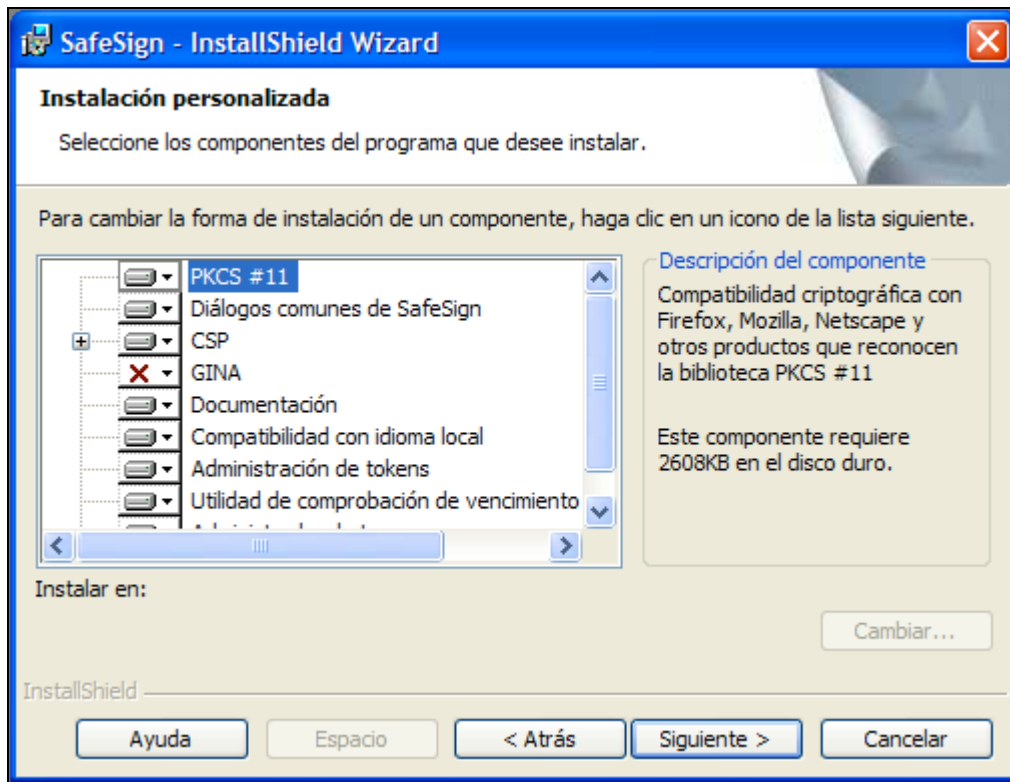 SafeSign - InstallShield Wizard
Instalación personalizada
Seleccione los componentes del programa que desee instalar.
Para cambiar la forma de instalación de un componente, haga clic en un icono de la lista siguiente.
PKCS #11
Diálogos comunes de SafeSign
CSP
GINA
Documentación
Compatibilidad con idioma local
Administración de tokens
Utilidad de comprobación de vencimiento
Descripción del componente
Compatibilidad criptográfica con
Firefox, Mozilla, Netscape y
otros productos que reconocen
la biblioteca PKCS #11
Este componente requiere
2608KB en el disco duro.
Instalar en:
Cambiar...
InstallShield
Ayuda
Espacio
< Atrás
Siguiente >
Cancelar